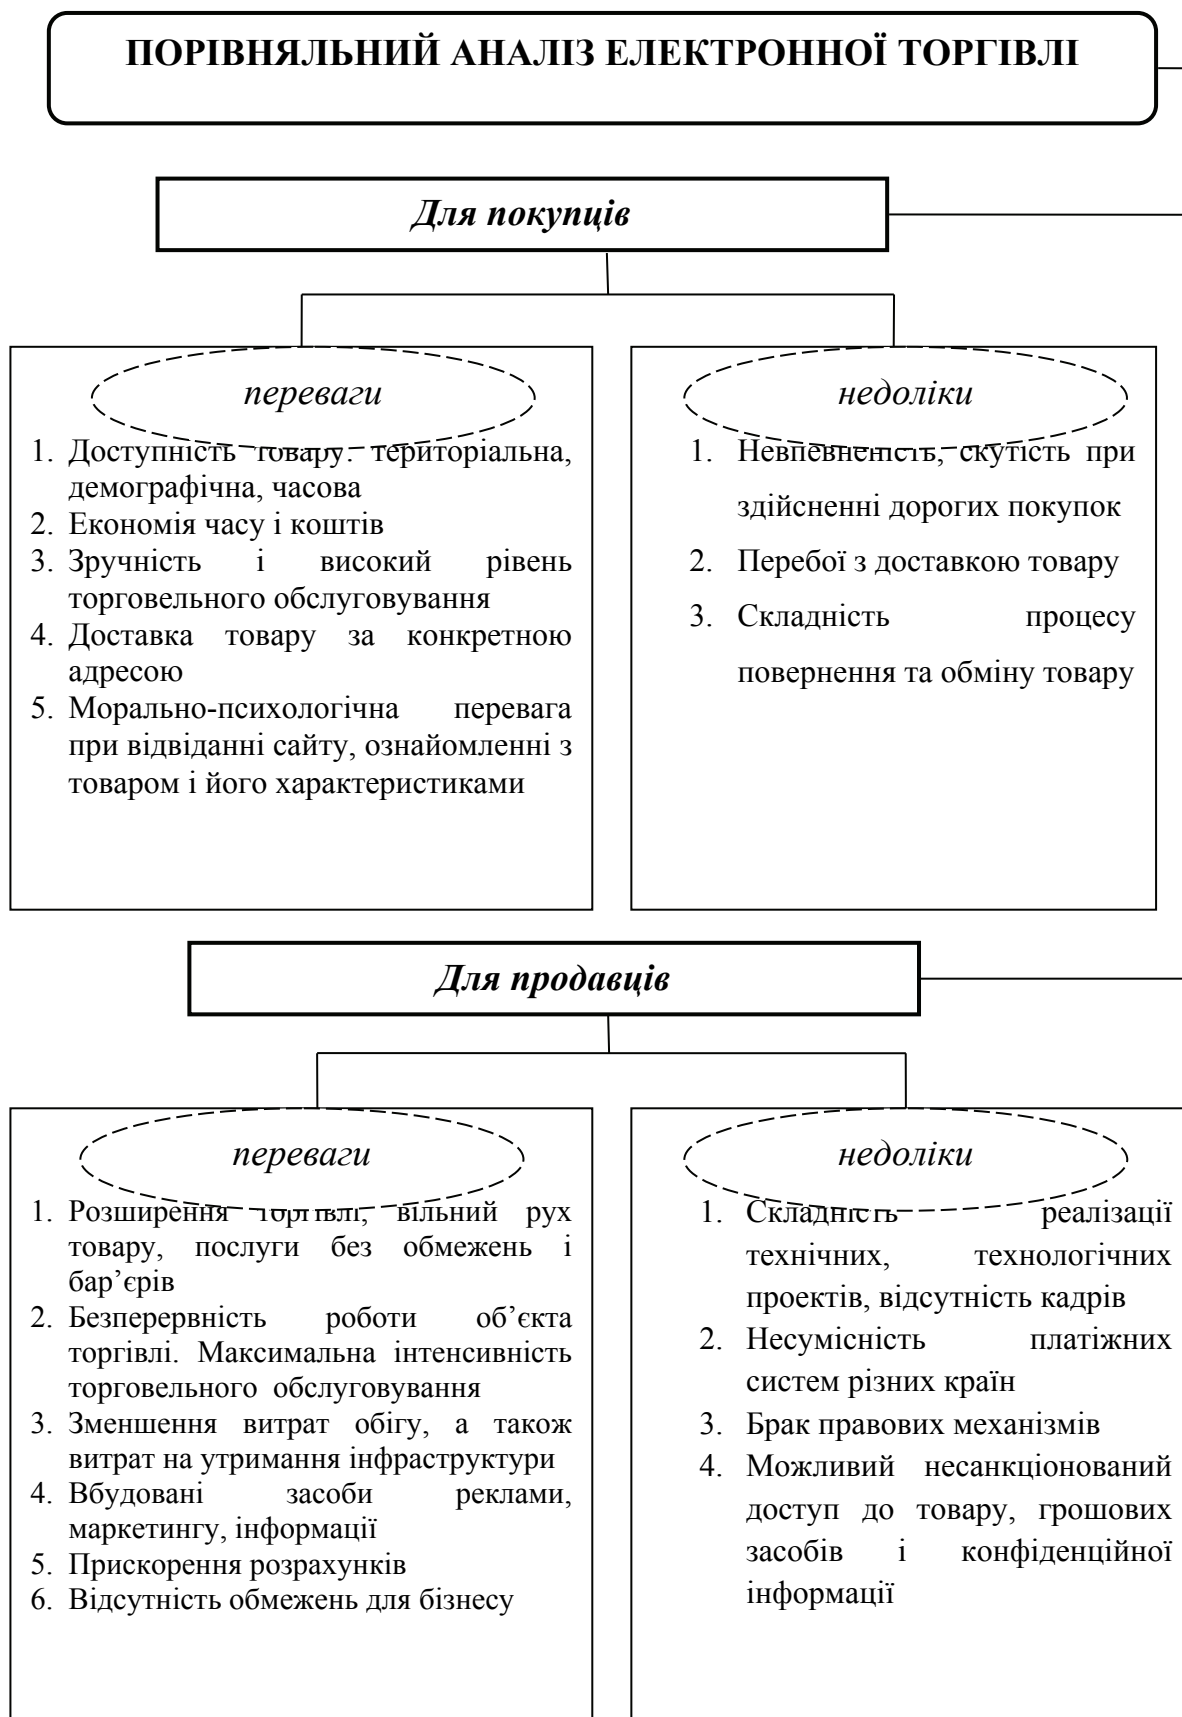 ПОРІВНЯЛЬНИЙ АНАЛІЗ ЕЛЕКТРОННОЇ ТОРГІВЛІ
Для покупців
переваги
1. Доступність товару: територіальна,
демографічна, часова
2. Економія часу і коштів
3. Зручність і високий рівень
торговельного обслуговування
4. Доставка товару за конкретною
адресою
5. Морально-психологічна перевага
при відвіданні сайту, ознайомленні з
товаром і його характеристиками
недоліки
1. Невпевненість, скутість при
здійсненні дорогих покупок
2. Перебої з доставкою товару
3. Складність процесу
повернення та обміну товару
Для продавців
переваги
1. Розширення торгівлі, вільний рух
товару, послуги без обмежень і
бар’єрів
2. Безперервність роботи об’єкта
торгівлі. Максимальна інтенсивність
торговельного обслуговування
3. Зменшення витрат обігу, а також
витрат на утримання інфраструктури
4. Вбудовані засоби реклами,
маркетингу, інформації
5. Прискорення розрахунків
6. Відсутність обмежень для бізнесу
недоліки
1. Складність реалізації
технічних, технологічних
проектів, відсутність кадрів
2. Несумісність платіжних
систем різних країн
3. Брак правових механізмів
4. Можливий несанкціонований
доступ до товару, грошових
засобів і конфіденційної
інформації